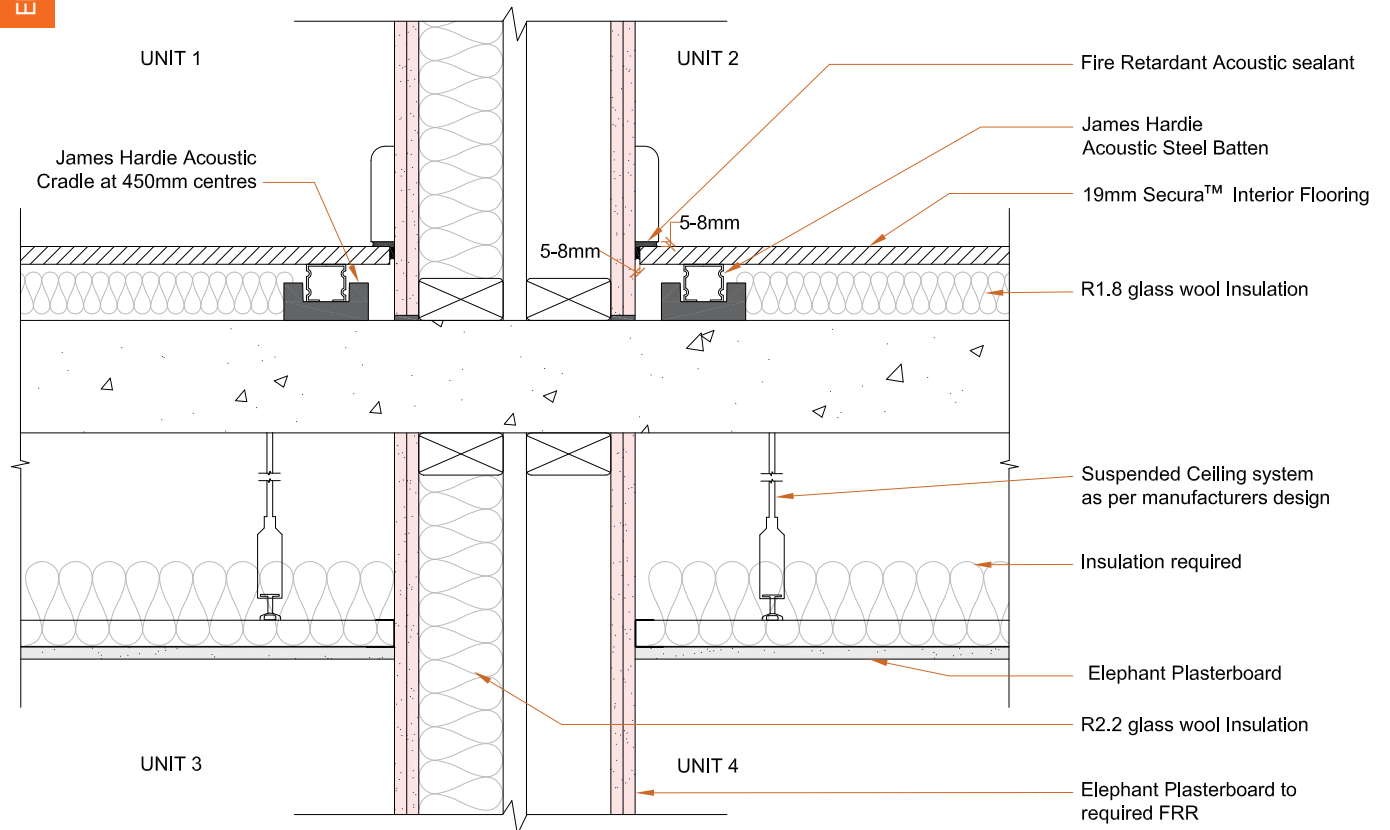 E
UNIT 1
UNIT 2
Fire Retardant Acoustic sealant
James Hardie
Acoustic Steel Batten
James Hardie Acoustic
Cradle at 450mm centres
19mm Secura™ Interior Flooring
5-8mm
5-8mm
R1.8 glass wool Insulation
Suspended Ceiling system
as per manufacturers design
Insulation required
Elephant Plasterboard
R2.2 glass wool Insulation
UNIT 3
UNIT 4
Elephant Plasterboard to
required FRR